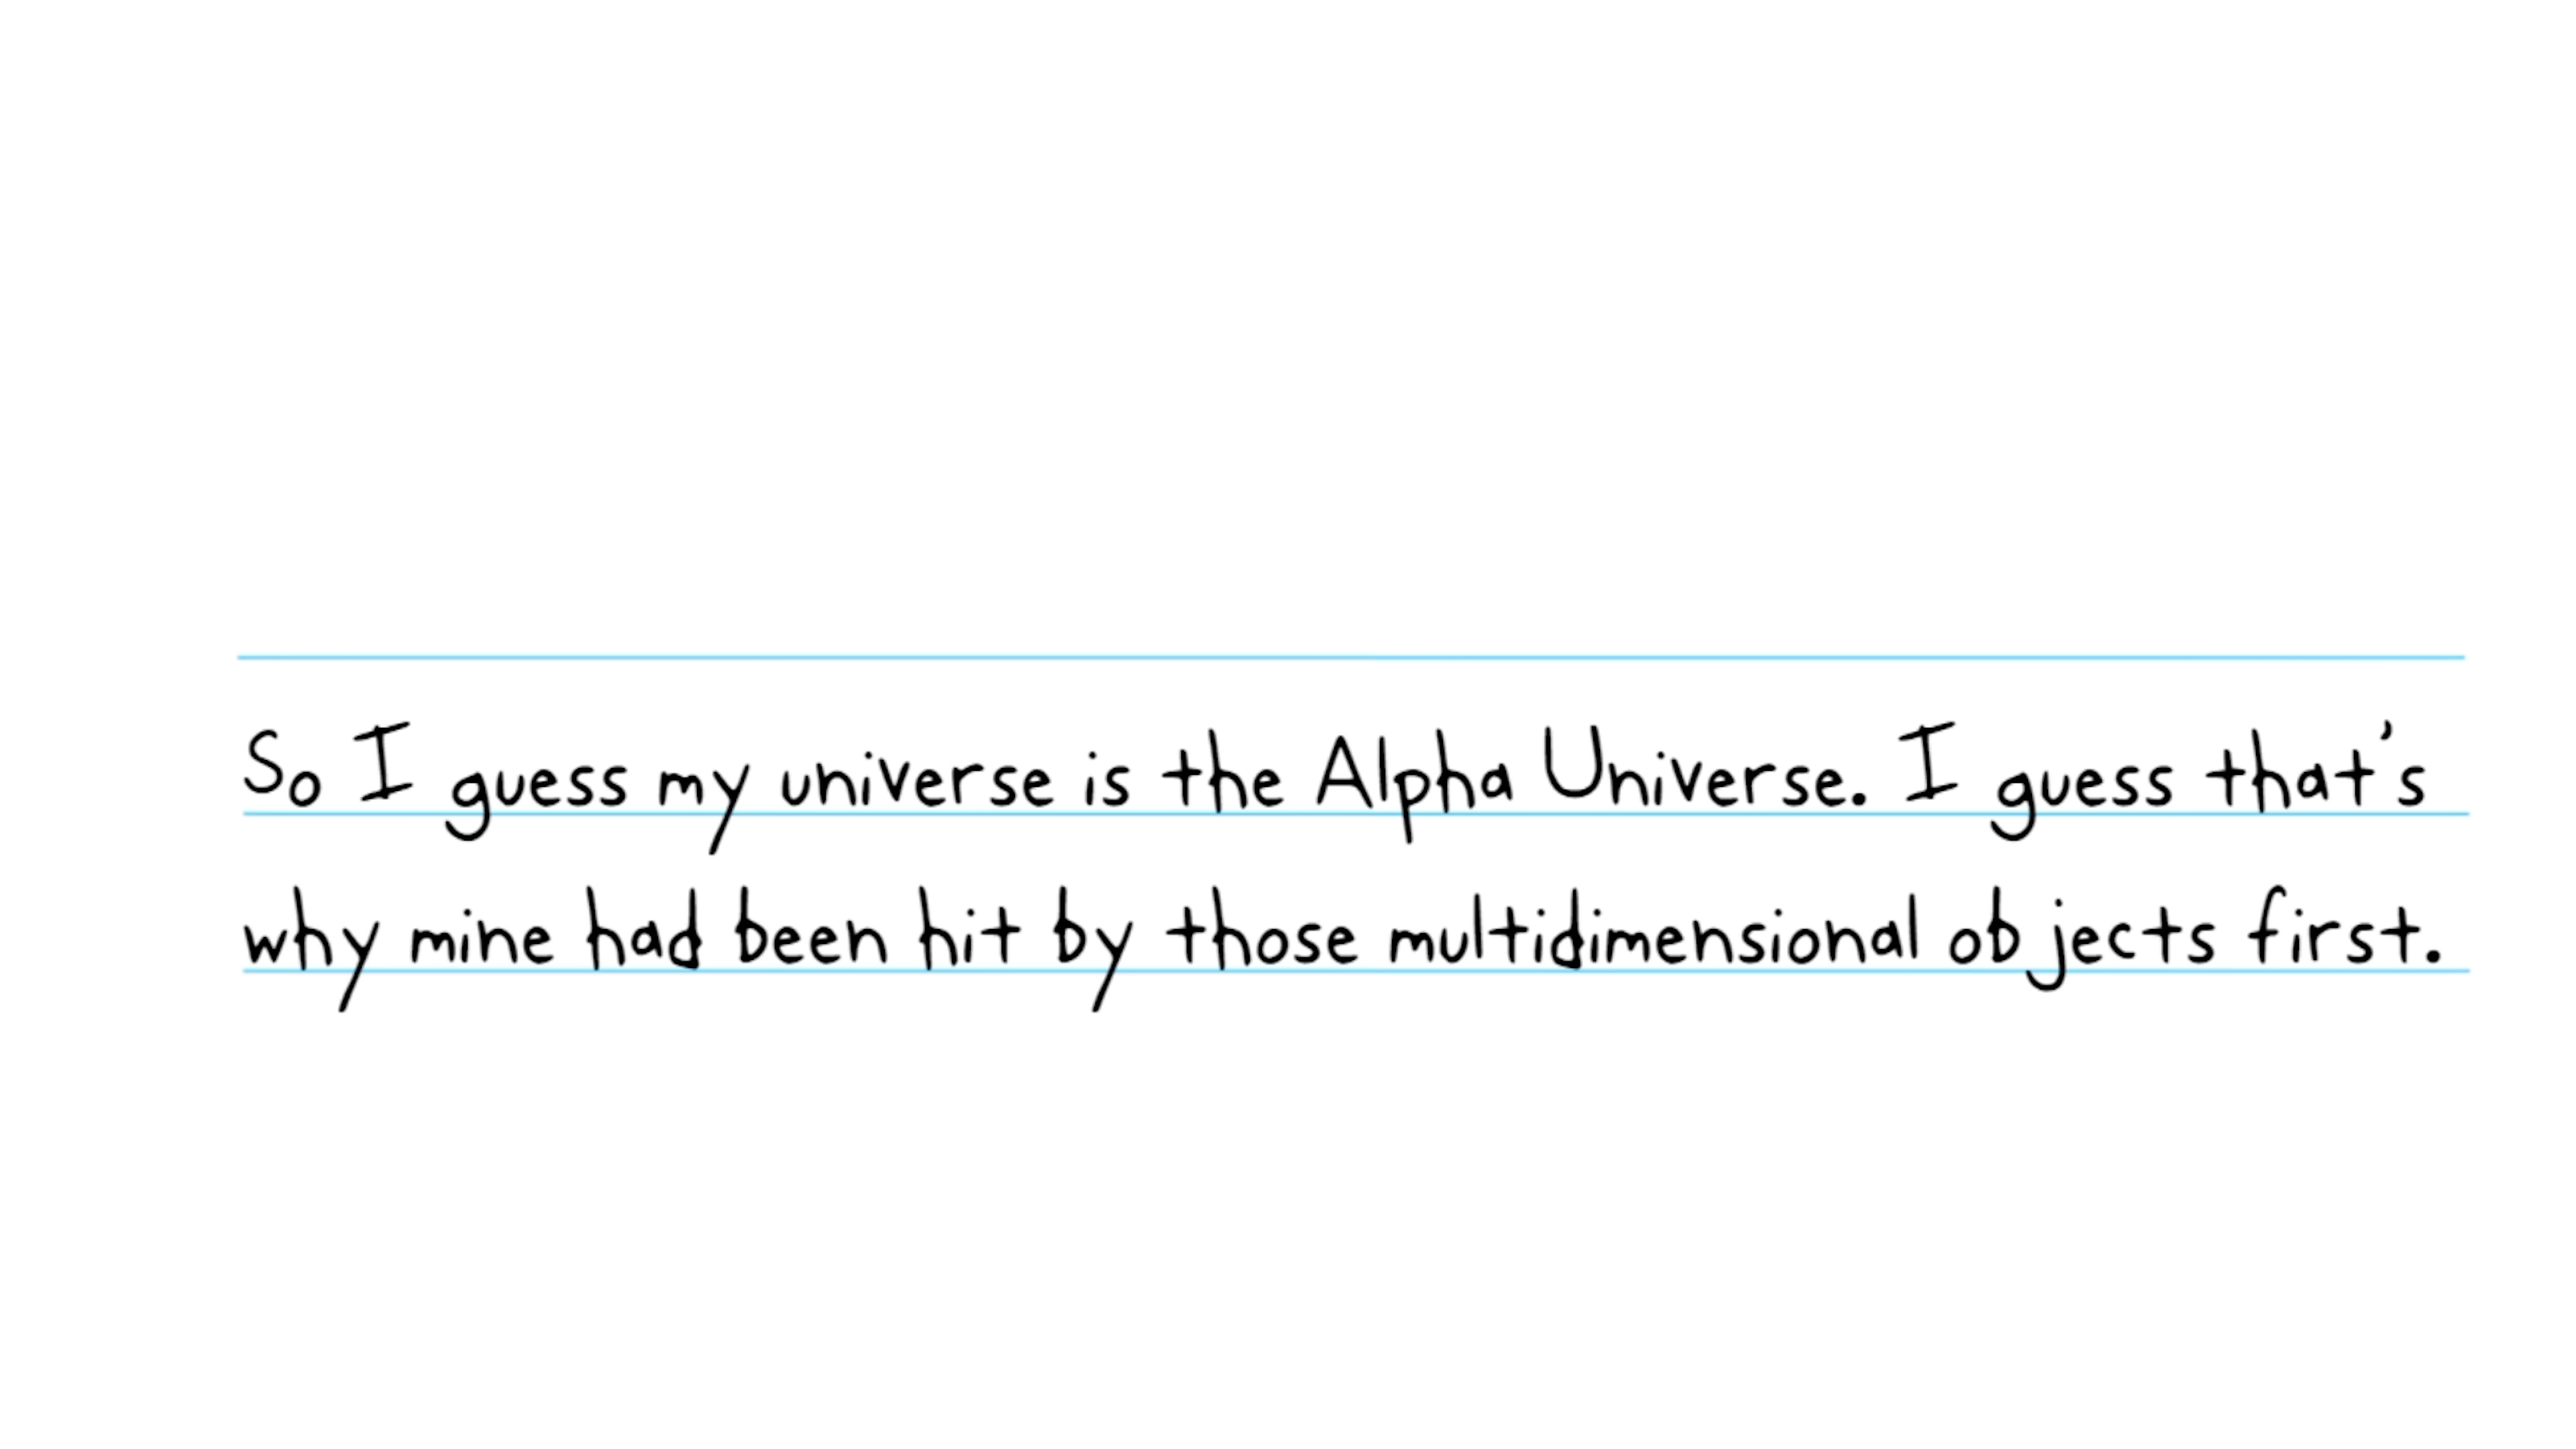 So I guess my universe is the Alpha Universe. I guess that's
why mine had been hit by those multidimensional objects first.